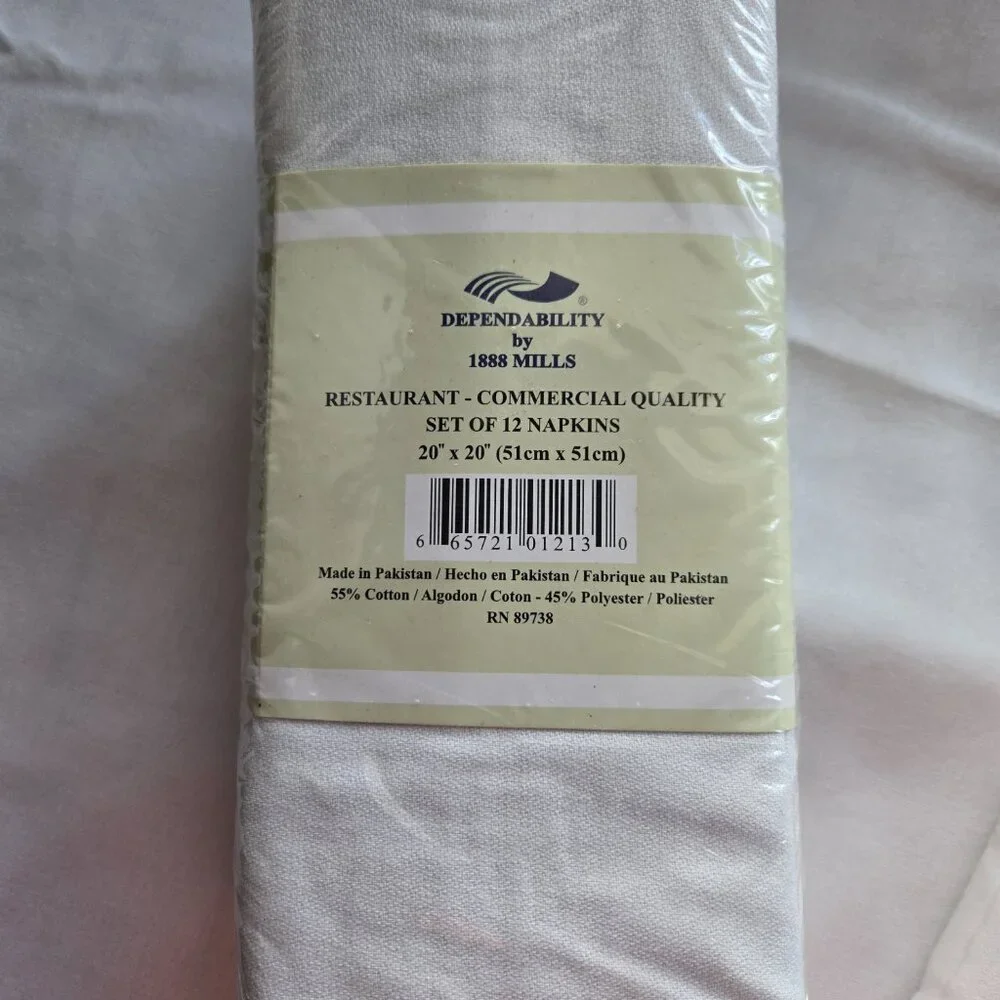 ®
DEPENDABILITY
by
1888 MILLS
RESTAURANT - COMMERCIAL QUALITY
SET OF 12 NAPKINS
20" x 20" (51cm x 51cm)
6 65721 01213 0
Made in Pakistan / Hecho en Pakistan / Fabrique au Pakistan
55% Cotton / Algodon / Coton - 45% Polyester / Poliester
RN 89738